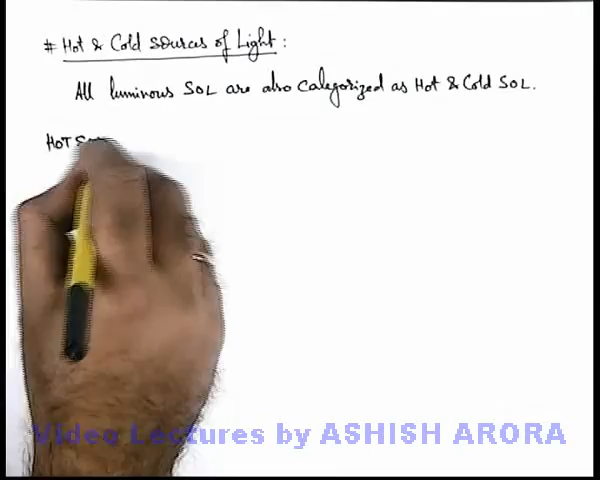 # Hot & Cold Sources of Light :
All luminous SOL are also categorized as Hot & Cold SOL.
HOT
Video Lectures by ASHISH ARORA